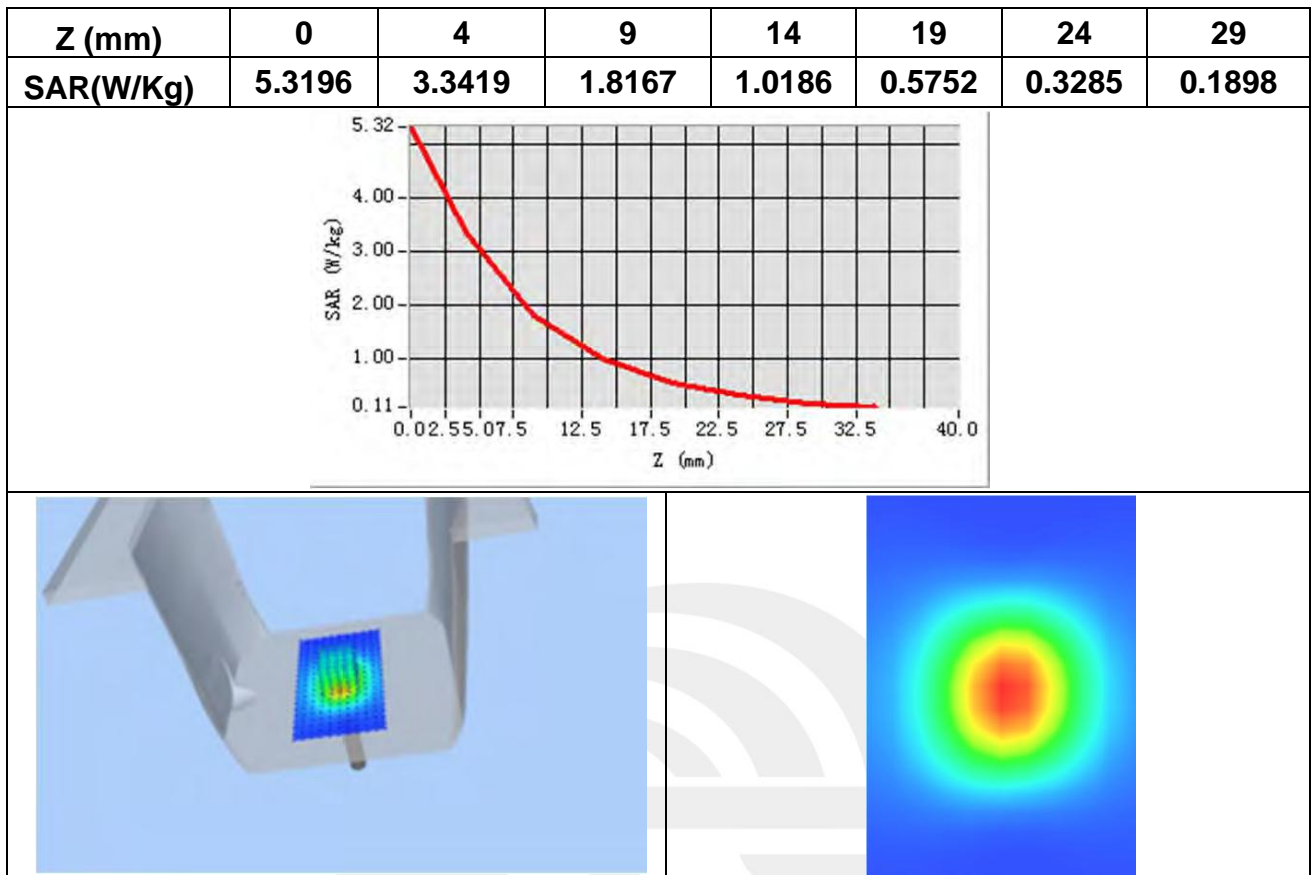 Z (mm) 0 4 9 14 19 24 29
SAR(W/Kg) 5.3196 3.3419 1.8167 1.0186 0.5752 0.3285 0.1898
5.32
4.00
3.00
2.00
1.00
0.11
SAR (W/kg)
0.0 2.5 5.0 7.5 12.5 17.5 22.5 27.5 32.5 40.0
Z (mm)